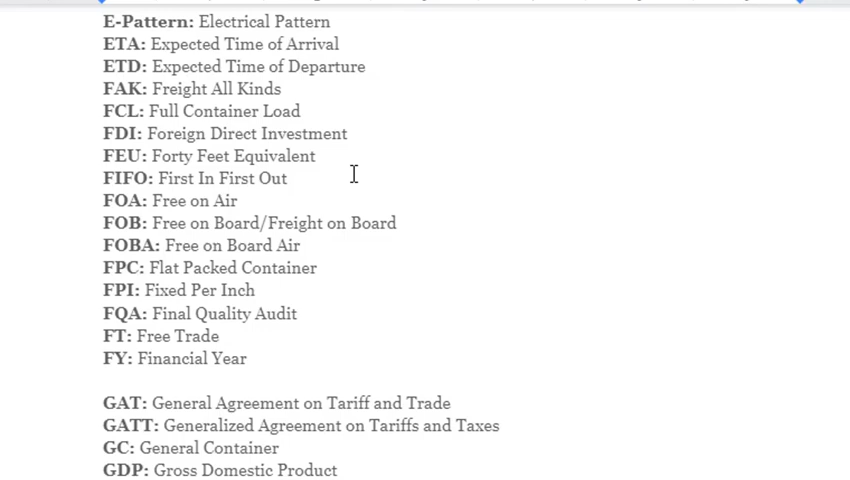 E-Pattern: Electrical Pattern
ETA: Expected Time of Arrival
ETD: Expected Time of Departure
FAK: Freight All Kinds
FCL: Full Container Load
FDI: Foreign Direct Investment
FEU: Forty Feet Equivalent
FIFO: First In First Out
FOA: Free on Air
FOB: Free on Board/Freight on Board
FOBA: Free on Board Air
FPC: Flat Packed Container
FPI: Fixed Per Inch
FQA: Final Quality Audit
FT: Free Trade
FY: Financial Year
GAT: General Agreement on Tariff and Trade
GATT: Generalized Agreement on Tariffs and Taxes
GC: General Container
GDP: Gross Domestic Product